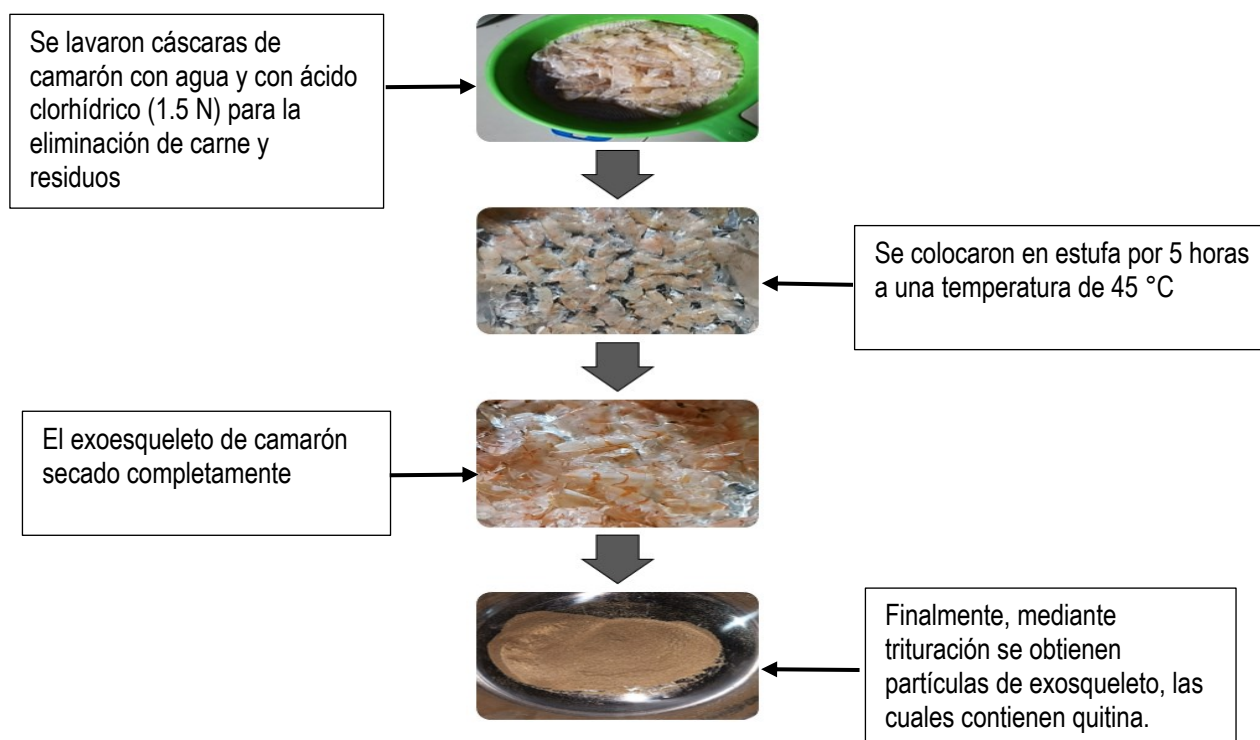 Se lavaron cáscaras de
camarón con agua y con ácido
clorhídrico (1.5 N) para la
eliminación de carne y
residuos
Se colocaron en estufa por 5 horas
a una temperatura de 45 °C
El exoesqueleto de camarón
secado completamente
Finalmente, mediante
trituración se obtienen
partículas de exosqueleto, las
cuales contienen quitina.